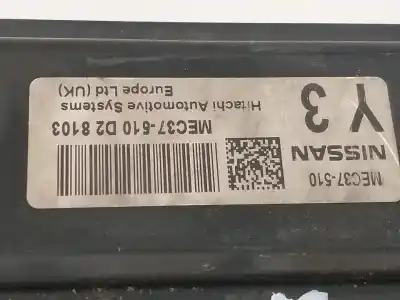 MEC37-510
NISSAN
Y 3
MEC37-510 D2 8103
Hitachi Automotive Systems
Europe Ltd (UK)